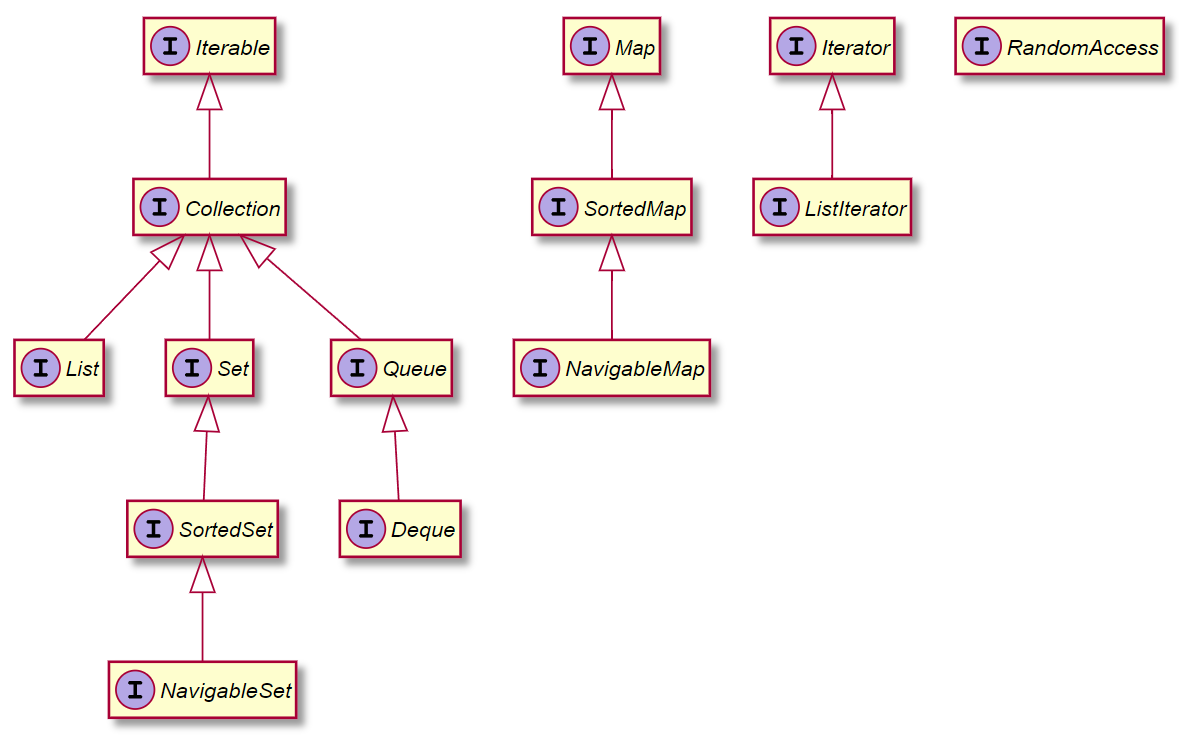 I Iterable
I Map
I Iterator
I RandomAccess
I Collection
I SortedMap
I ListIterator
I List
I Set
I Queue
I NavigableMap
I SortedSet
I Deque
I NavigableSet